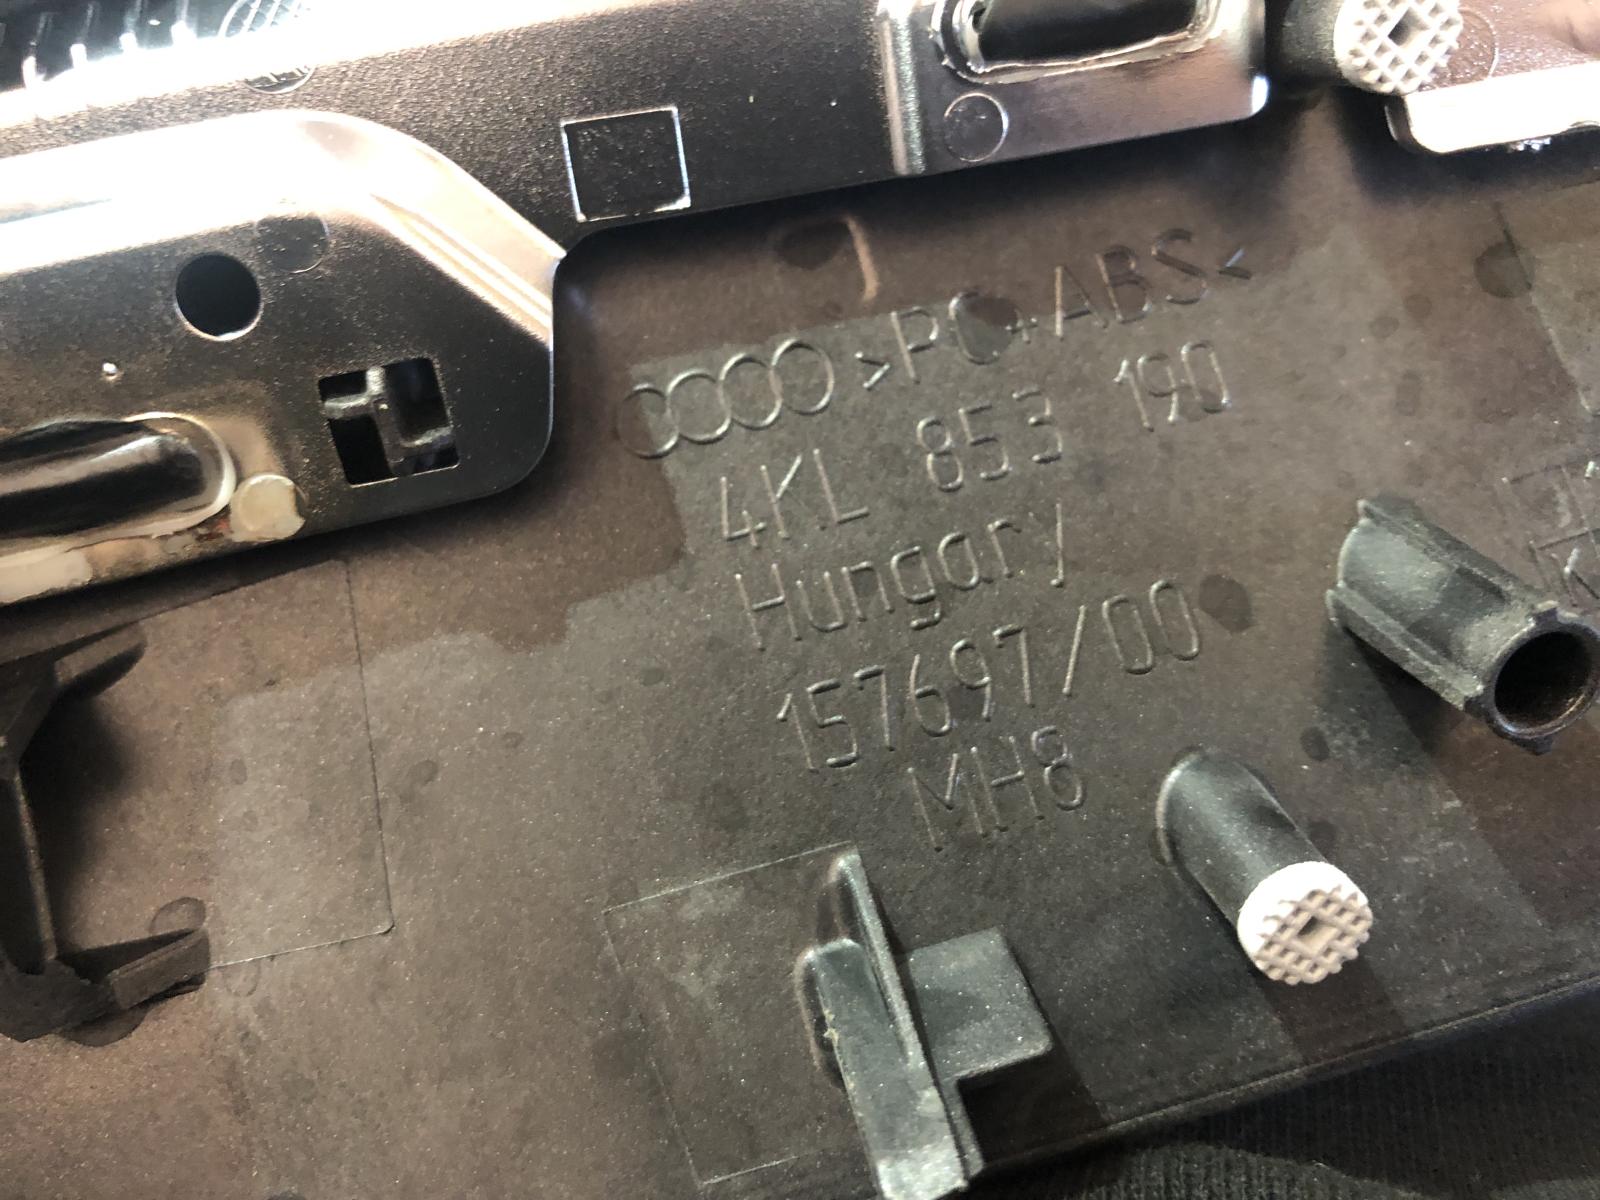 >PC+ABS<
4KL 853 190
Hungary
157697/00
MH8